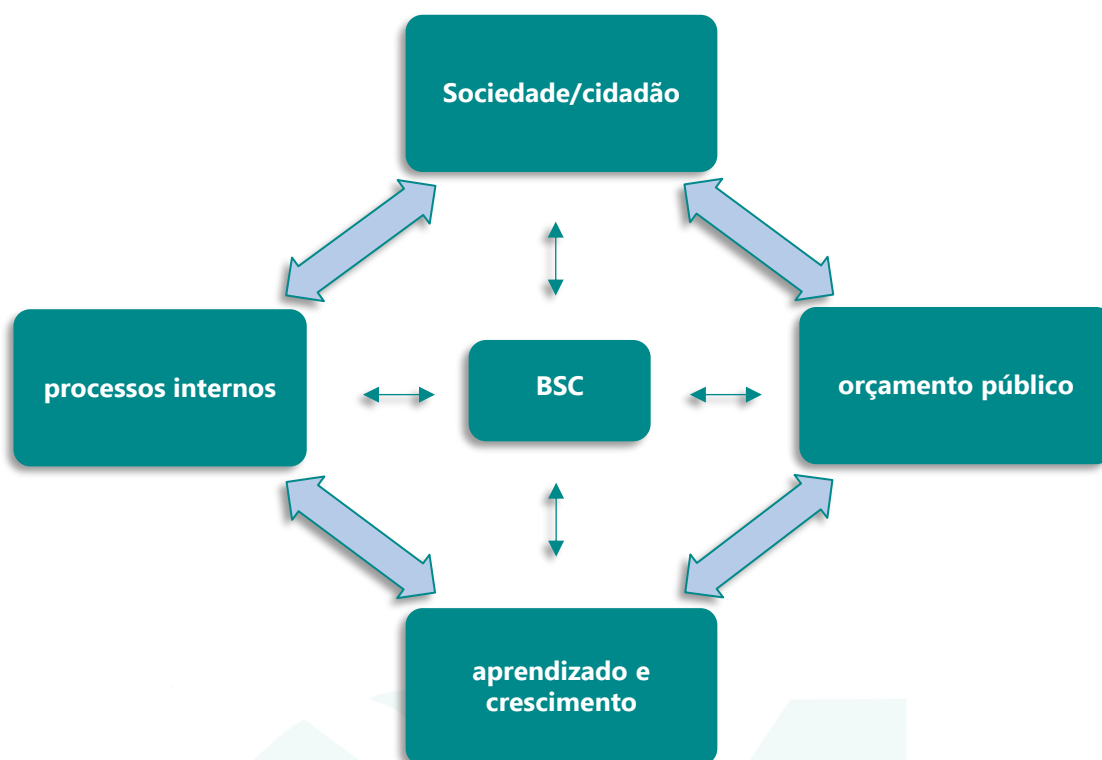 Sociedade/cidadão
processos internos
BSC
orçamento público
aprendizado e
crescimento